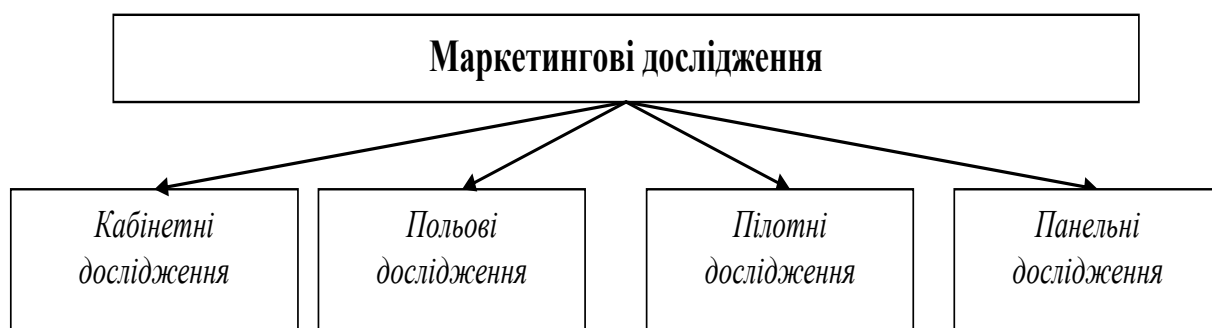 Маркетингові дослідження
Кабінетні
дослідження
Польові
дослідження
Пілотні
дослідження
Панельні
дослідження